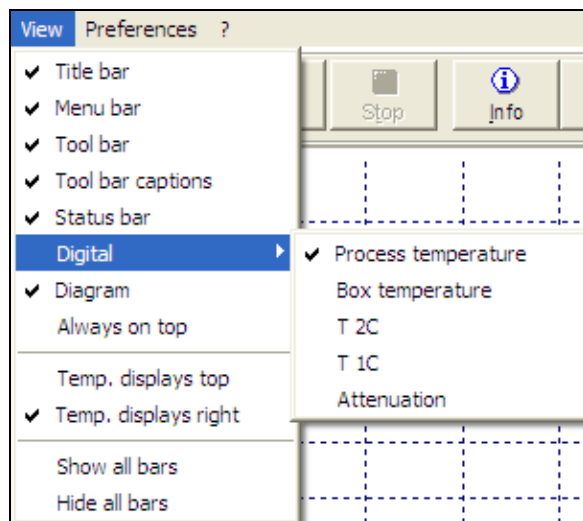 View Preferences ?
Title bar
Menu bar
Tool bar
Tool bar captions
Status bar
Digital
Diagram
Always on top
Temp. displays top
Temp. displays right
Show all bars
Hide all bars
Stop
Info
Process temperature
Box temperature
T 2C
T 1C
Attenuation